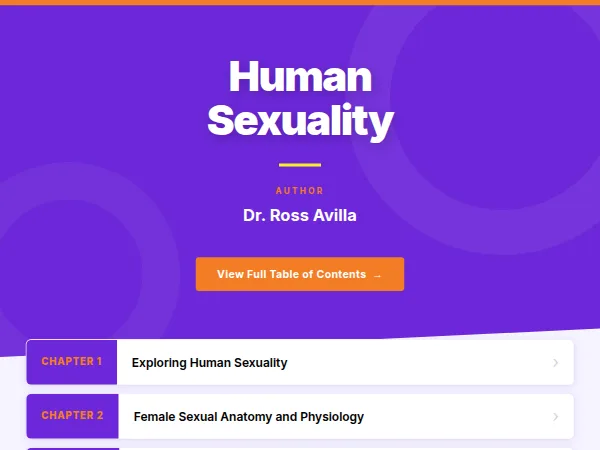 Human
Sexuality
AUTHOR
Dr. Ross Avilla
View Full Table of Contents →
CHAPTER 1 Exploring Human Sexuality
CHAPTER 2 Female Sexual Anatomy and Physiology